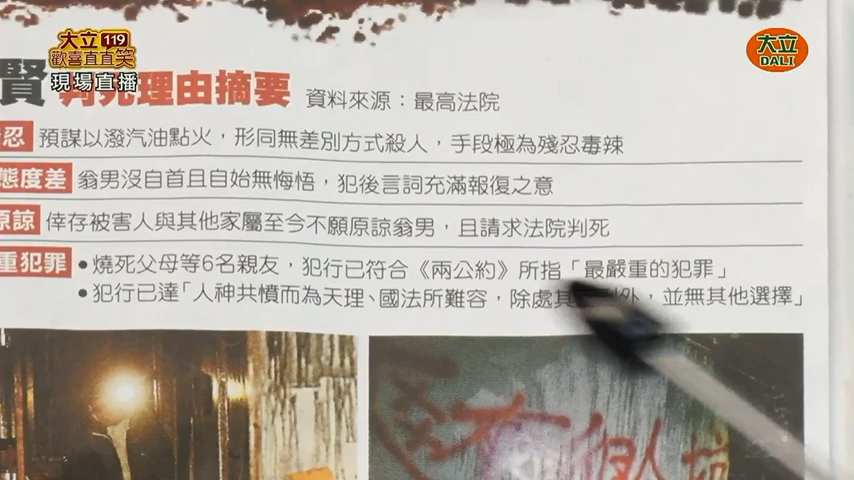 大立 119
歡喜直直笑
現場直播
大立
DALI
賢 判死理由摘要 資料來源：最高法院
忍 預謀以潑汽油點火，形同無差別方式殺人，手段極為殘忍毒辣
態度差 翁男沒自首且自始無悔悟，犯後言詞充滿報復之意
原諒 倖存被害人與其他家屬至今不願原諒翁男，且請求法院判死
重犯罪 •燒死父母等6名親友，犯行已符合《兩公約》所指「最嚴重的犯罪」
•犯行已達「人神共憤而為天理、國法所難容，除處其 外，並無其他選擇」